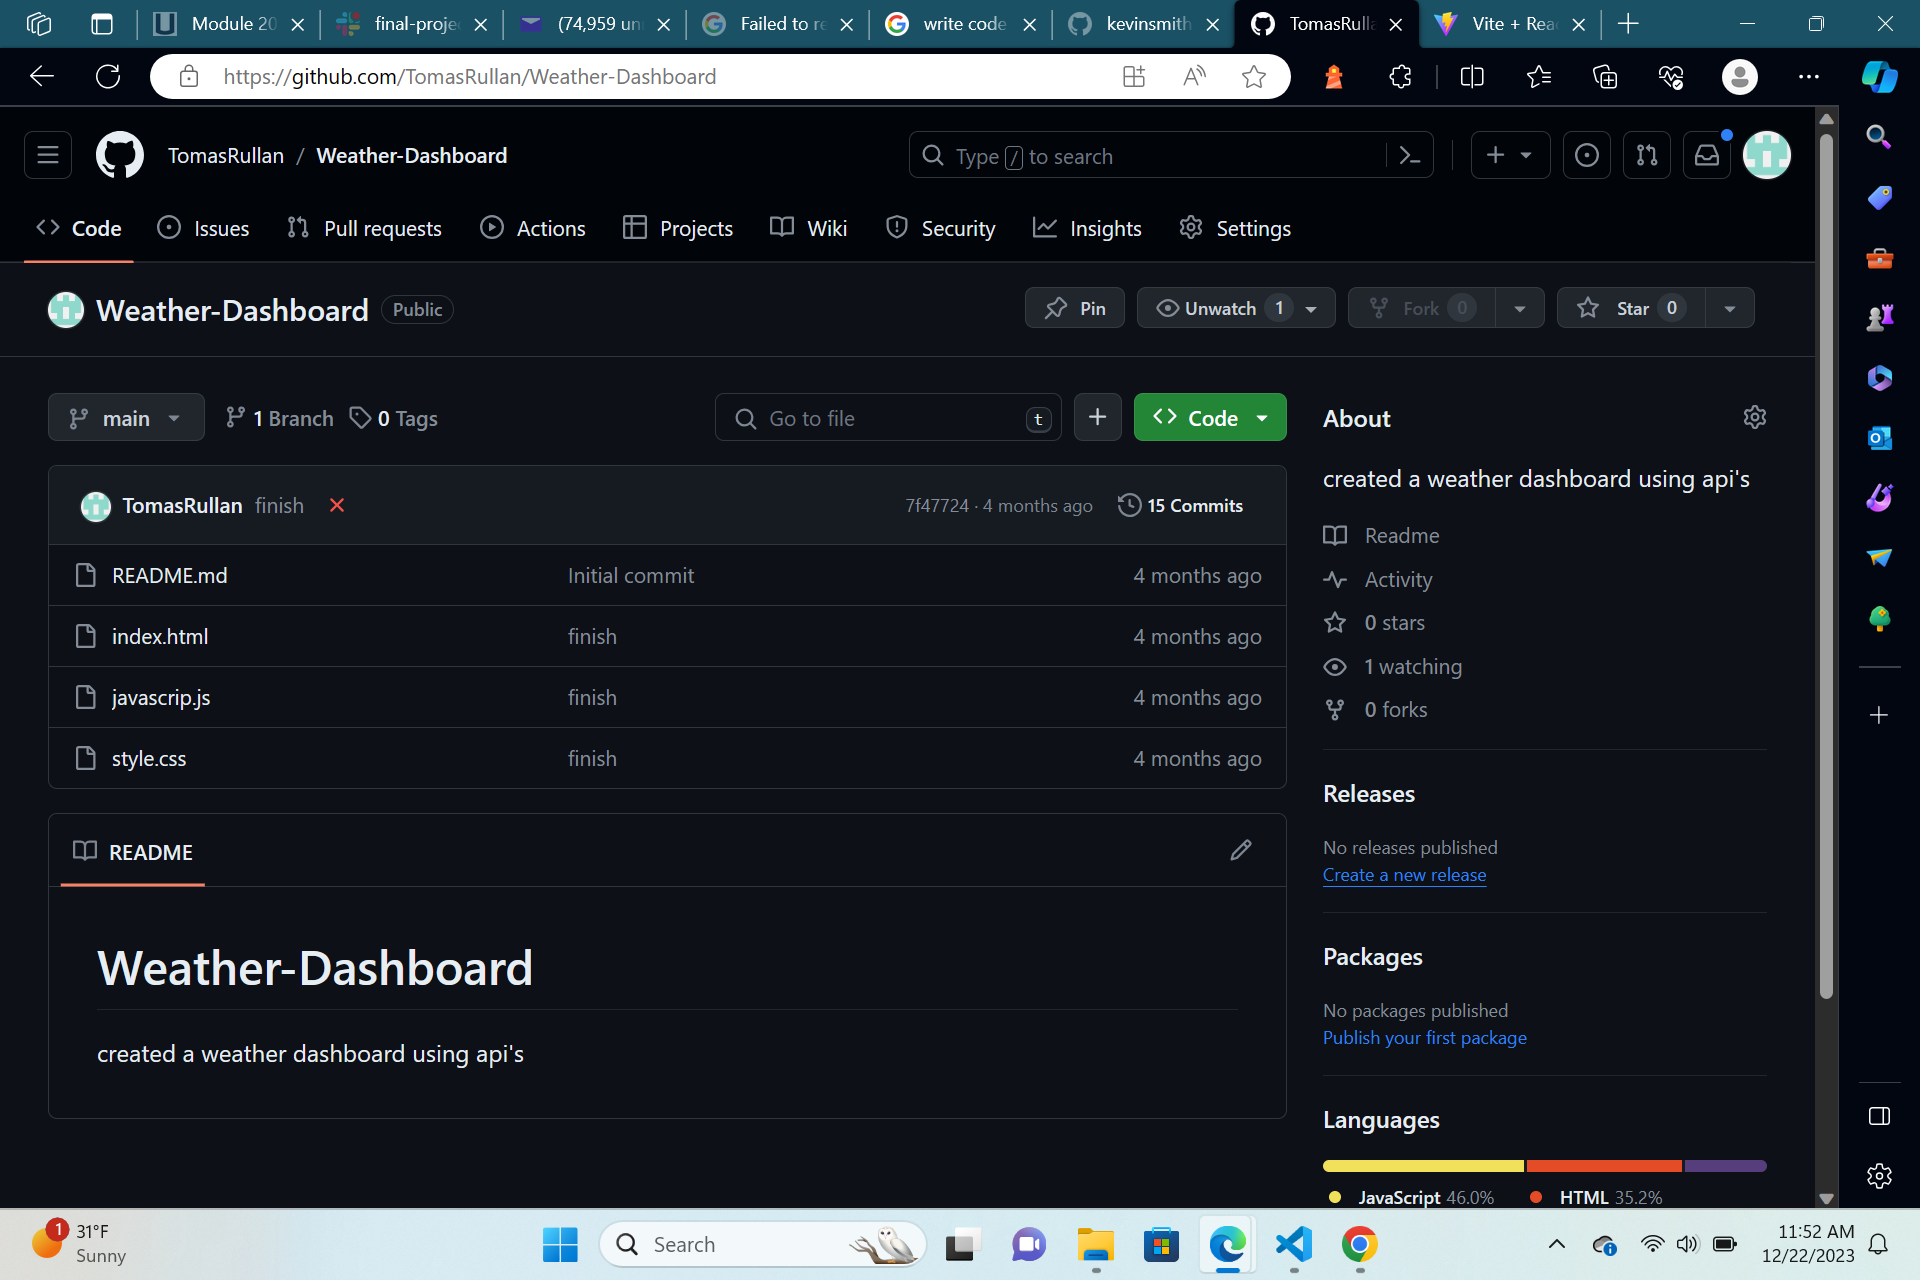 Module 20
final-proje
(74,959 un
Failed to re
write code
kevinsmith
TomasRulla
Vite + Rea
https://github.com/TomasRullan/Weather-Dashboard
TomasRullan / Weather-Dashboard
Type / to search
Code
Issues
Pull requests
Actions
Projects
Wiki
Security
Insights
Settings
Weather-Dashboard Public
Pin
Unwatch 1
Fork 0
Star 0
main
1 Branch
0 Tags
Go to file t
Code
TomasRullan finish
7f47724 · 4 months ago
15 Commits
README.md Initial commit 4 months ago
index.html finish 4 months ago
javascrip.js finish 4 months ago
style.css finish 4 months ago
README
Weather-Dashboard
created a weather dashboard using api's
About
created a weather dashboard using api's
Readme
Activity
0 stars
1 watching
0 forks
Releases
No releases published
Create a new release
Packages
No packages published
Publish your first package
Languages
JavaScript 46.0% HTML 35.2%
1
31°F
Sunny
Search
11:52 AM
12/22/2023